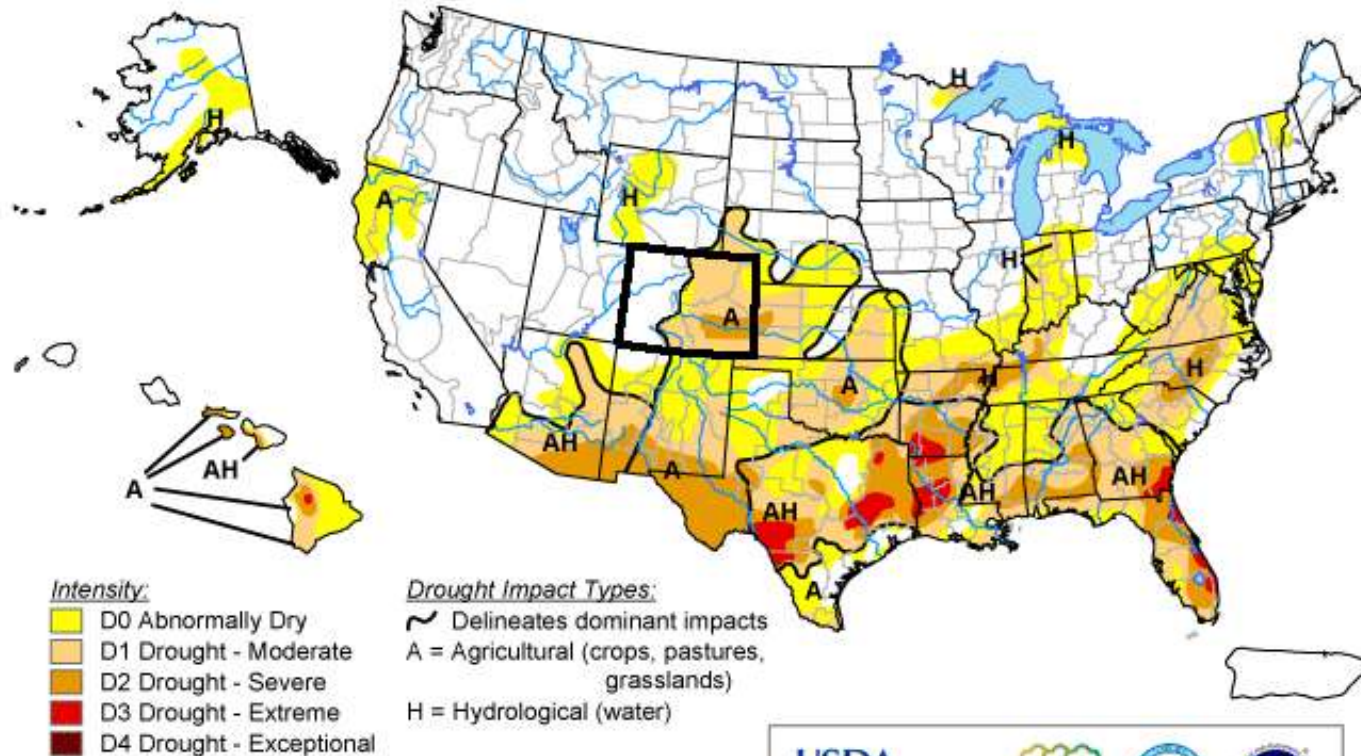 H
H
H
A
H
H
A
A
H
H
AH
A
AH
AH
AH
AH
A
A
Intensity:
D0 Abnormally Dry
D1 Drought - Moderate
D2 Drought - Severe
D3 Drought - Extreme
D4 Drought - Exceptional
Drought Impact Types:
Delineates dominant impacts
A = Agricultural (crops, pastures,
grasslands)
H = Hydrological (water)
USDA